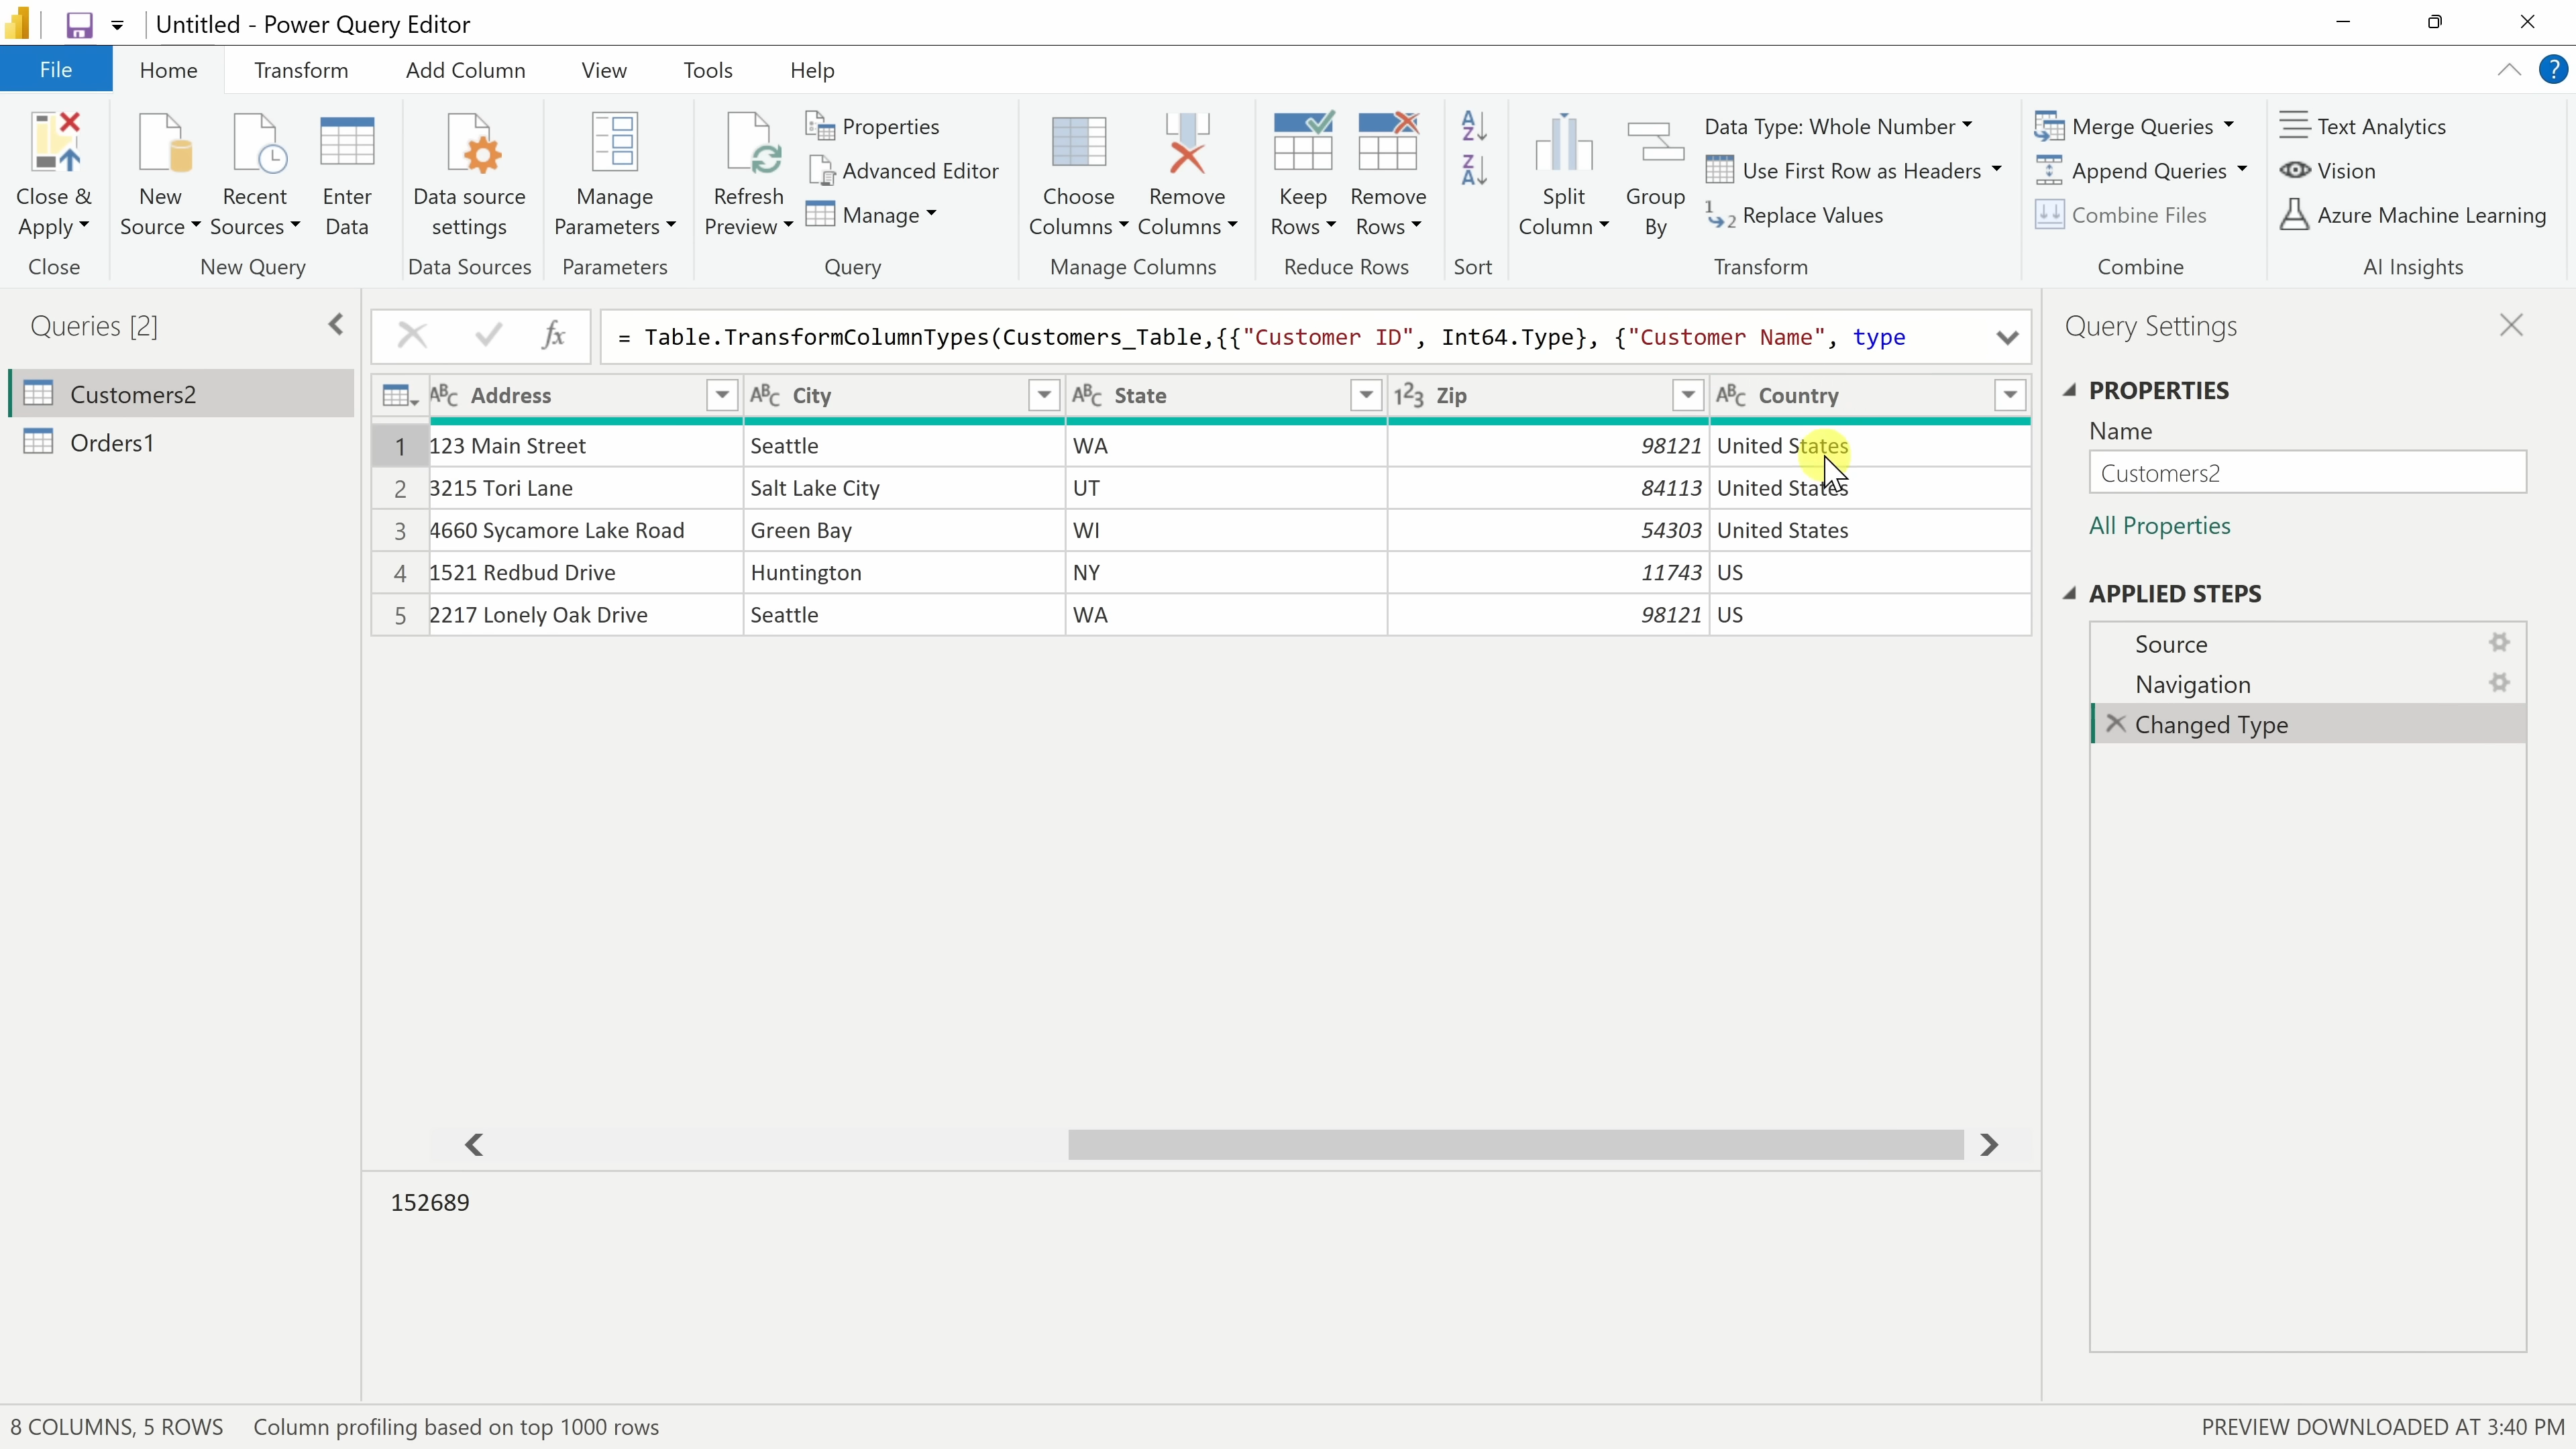 Untitled - Power Query Editor
File Home Transform Add Column View Tools Help
Close & Apply
New Source
Recent Sources
Enter Data
Data source settings
Manage Parameters
Refresh Preview
Properties
Advanced Editor
Manage
Choose Columns
Remove Columns
Keep Rows
Remove Rows
Split Column
Group By
Data Type: Whole Number
Use First Row as Headers
Replace Values
Merge Queries
Append Queries
Combine Files
Text Analytics
Vision
Azure Machine Learning
Close New Query Data Sources Parameters Query Manage Columns Reduce Rows Sort Transform Combine AI Insights
Queries [2]
Customers2
Orders1
fx = Table.TransformColumnTypes(Customers_Table,{{"Customer ID", Int64.Type}, {"Customer Name", type
ABC Address ABC City ABC State 123 Zip ABC Country
1 123 Main Street Seattle WA 98121 United States
2 3215 Tori Lane Salt Lake City UT 84113 United States
3 4660 Sycamore Lake Road Green Bay WI 54303 United States
4 1521 Redbud Drive Huntington NY 11743 US
5 2217 Lonely Oak Drive Seattle WA 98121 US
152689
Query Settings
PROPERTIES
Name
Customers2
All Properties
APPLIED STEPS
Source
Navigation
Changed Type
8 COLUMNS, 5 ROWS Column profiling based on top 1000 rows
PREVIEW DOWNLOADED AT 3:40 PM